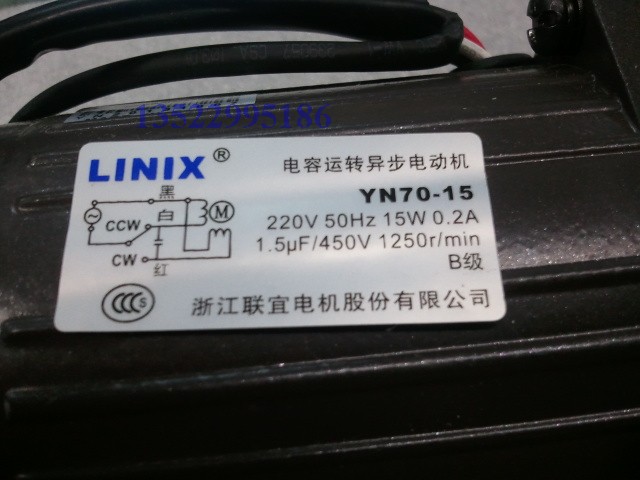 13522995186
LINIX®
电容运转异步电动机
YN70-15
220V 50Hz 15W 0.2A
1.5μF/450V 1250r/min
B级
黑
白
CCW
M
CW
红
CCC S
浙江联宜电机股份有限公司